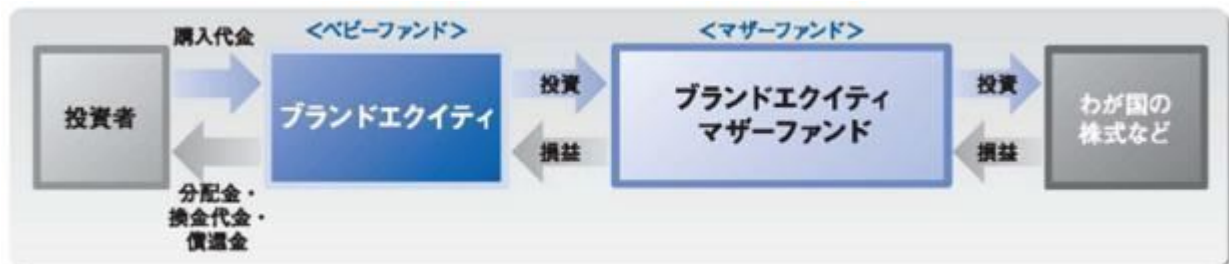 購入代金
<ベビーファンド>
<マザーファンド>
投資者
ブランドエクイティ
投資
損益
ブランドエクイティ
マザーファンド
投資
損益
わが国の
株式など
分配金・
換金代金・
償還金